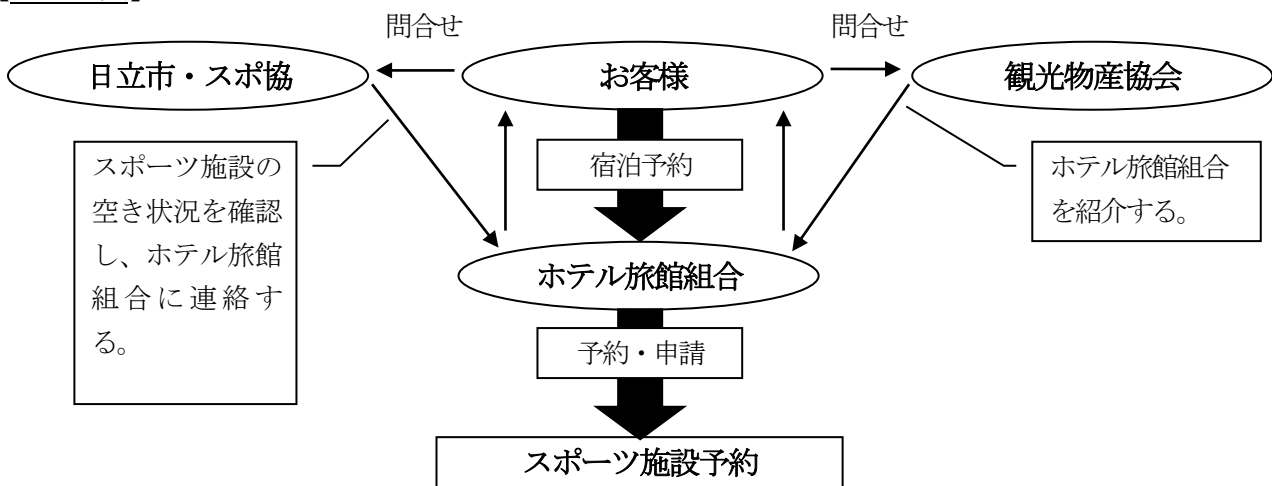 問合せ
問合せ
日立市・スポ協
お客様
観光物産協会
宿泊予約
スポーツ施設の
空き状況を確認
し、ホテル旅館
組合に連絡す
る。
ホテル旅館組合
を紹介する。
ホテル旅館組合
予約・申請
スポーツ施設予約